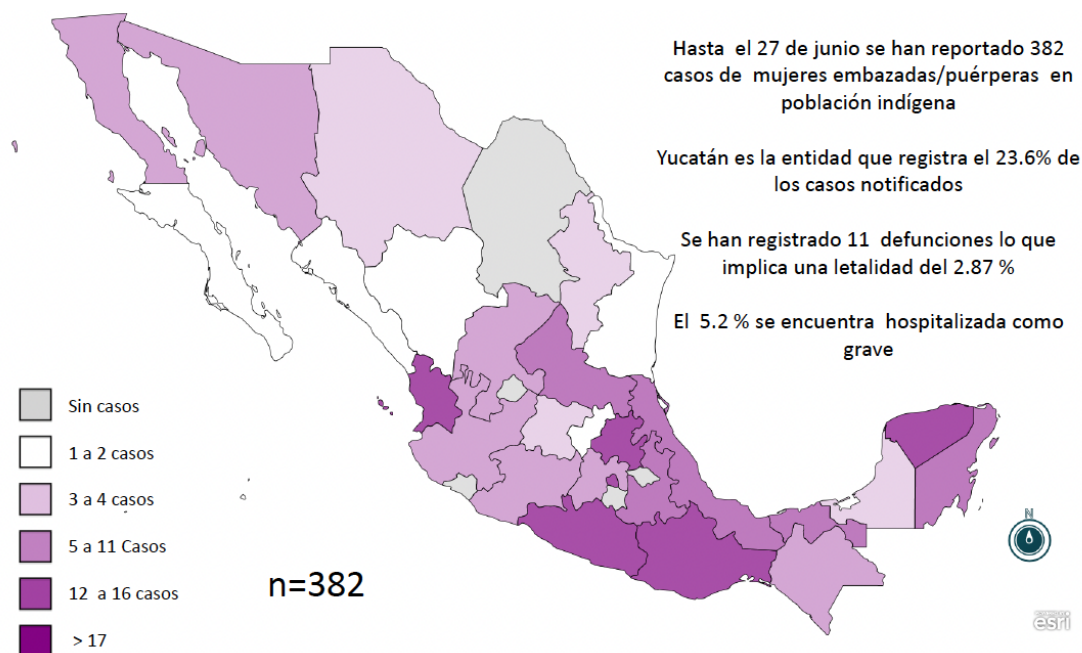 Hasta el 27 de junio se han reportado 382
casos de mujeres embazadas/puérperas en
población indígena
Yucatán es la entidad que registra el 23.6% de
los casos notificados
Se han registrado 11 defunciones lo que
implica una letalidad del 2.87 %
El 5.2 % se encuentra hospitalizada como
grave
Sin casos
1 a 2 casos
3 a 4 casos
5 a 11 Casos
12 a 16 casos
> 17
n=382
N
esri